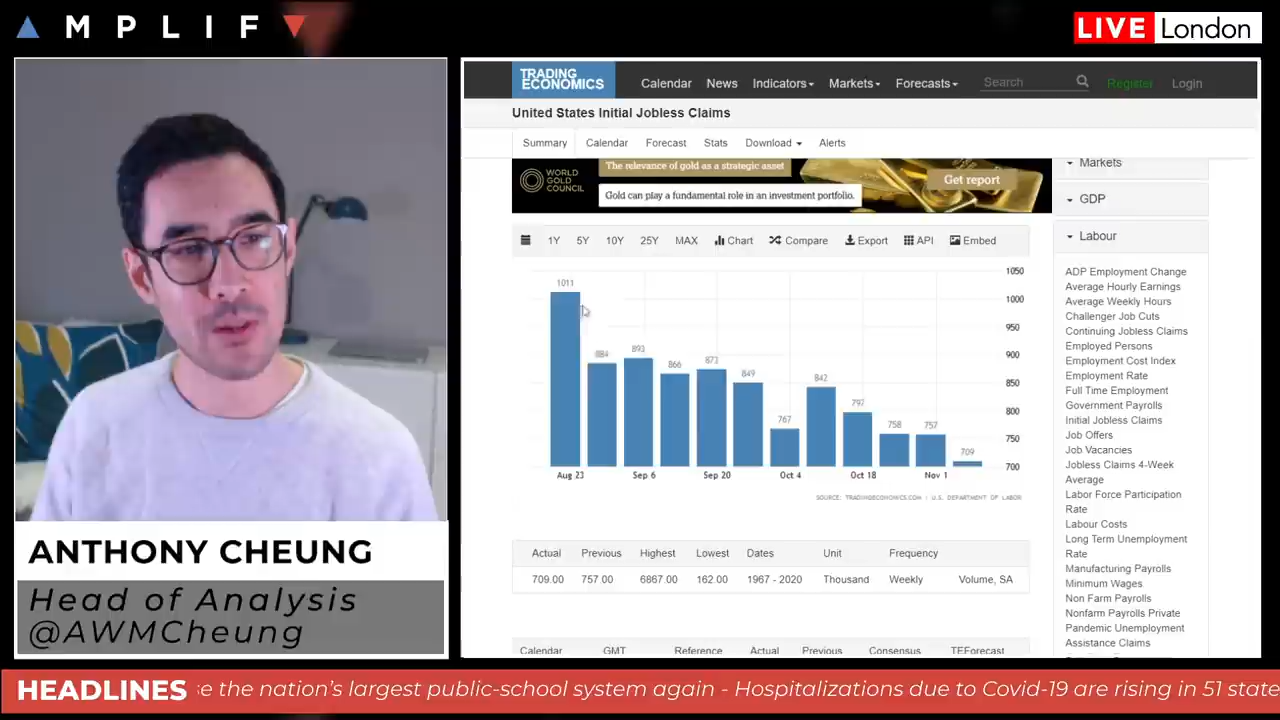 AMPLIFY
LIVE London
TRADING
ECONOMICS
Calendar News Indicators Markets Forecasts Search Register Login
United States Initial Jobless Claims
Summary Calendar Forecast Stats Download Alerts
WORLD
GOLD
COUNCIL
The relevance of gold as a strategic asset
Gold can play a fundamental role in an investment portfolio.
Get report
1Y 5Y 10Y 25Y MAX Chart Compare Export API Embed
1050
1000
950
900
850
800
750
700
1011
884
893
866
873
849
767
842
797
758
757
709
Aug 23 Sep 6 Sep 20 Oct 4 Oct 18 Nov 1
SOURCE: TRADINGECONOMICS.COM | U.S. DEPARTMENT OF LABOR
Actual Previous Highest Lowest Dates Unit Frequency
709.00 757.00 6867.00 162.00 1967 - 2020 Thousand Weekly Volume, SA
Calendar GMT Reference Actual Previous Consensus TEForecast
Markets
GDP
Labour
ADP Employment Change
Average Hourly Earnings
Average Weekly Hours
Challenger Job Cuts
Continuing Jobless Claims
Employed Persons
Employment Cost Index
Employment Rate
Full Time Employment
Government Payrolls
Initial Jobless Claims
Job Offers
Job Vacancies
Jobless Claims 4-Week
Average
Labor Force Participation
Rate
Labour Costs
Long Term Unemployment
Rate
Manufacturing Payrolls
Minimum Wages
Non Farm Payrolls
Nonfarm Payrolls Private
Pandemic Unemployment
Assistance Claims
ANTHONY CHEUNG
Head of Analysis
@AWMCheung
HEADLINES
se the nation's largest public-school system again - Hospitalizations due to Covid-19 are rising in 51 state